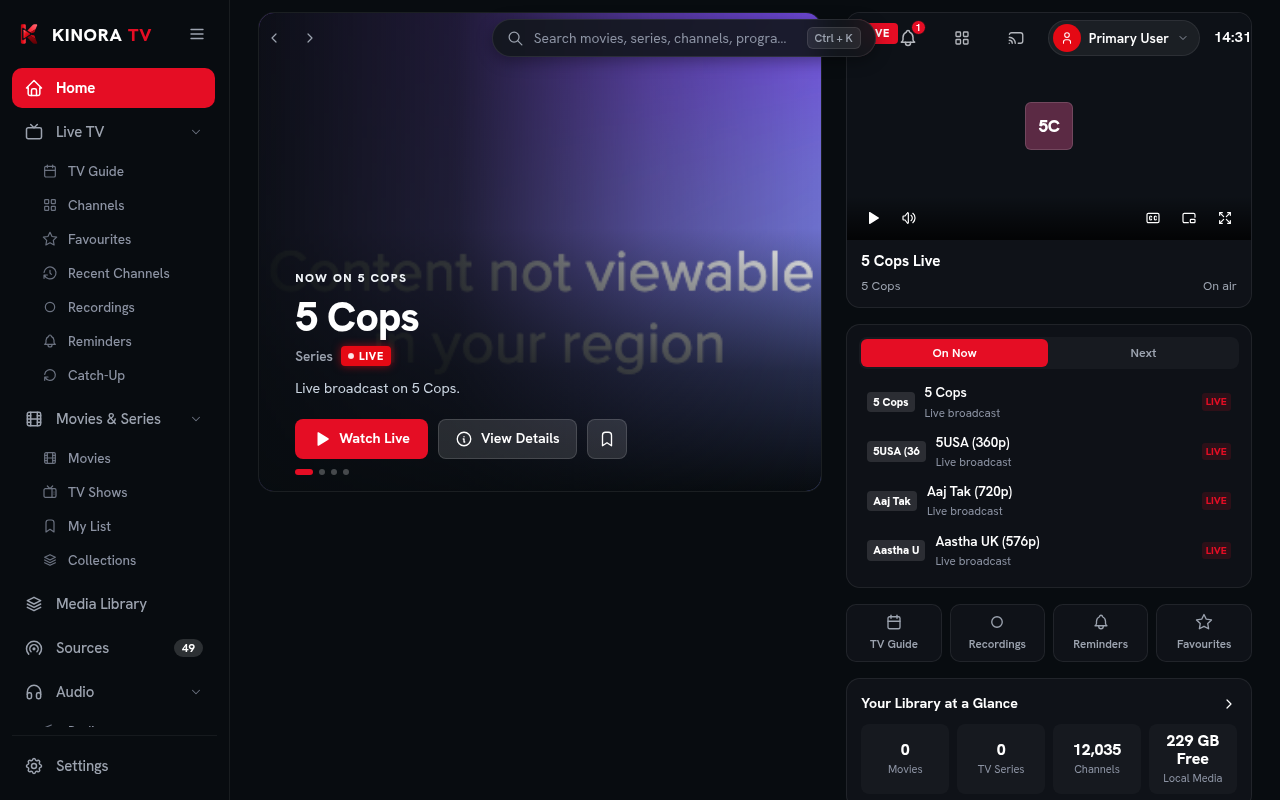 KINORA TV
Home
Live TV
TV Guide
Channels
Favourites
Recent Channels
Recordings
Reminders
Catch-Up
Movies & Series
Movies
TV Shows
My List
Collections
Media Library
Sources
49
Audio
Settings
Search movies, series, channels, progra...
Ctrl + K
1
Primary User
14:31
Content not viewable
your region
NOW ON 5 COPS
5 Cops
Series
LIVE
Live broadcast on 5 Cops.
Watch Live
View Details
5C
5 Cops Live
5 Cops
On air
On Now
Next
5 Cops
5 Cops
Live broadcast
LIVE
5USA (36
5USA (360p)
Live broadcast
LIVE
Aaj Tak
Aaj Tak (720p)
Live broadcast
LIVE
Aastha U
Aastha UK (576p)
Live broadcast
LIVE
TV Guide
Recordings
Reminders
Favourites
Your Library at a Glance
0
Movies
0
TV Series
12,035
Channels
229 GB
Free
Local Media